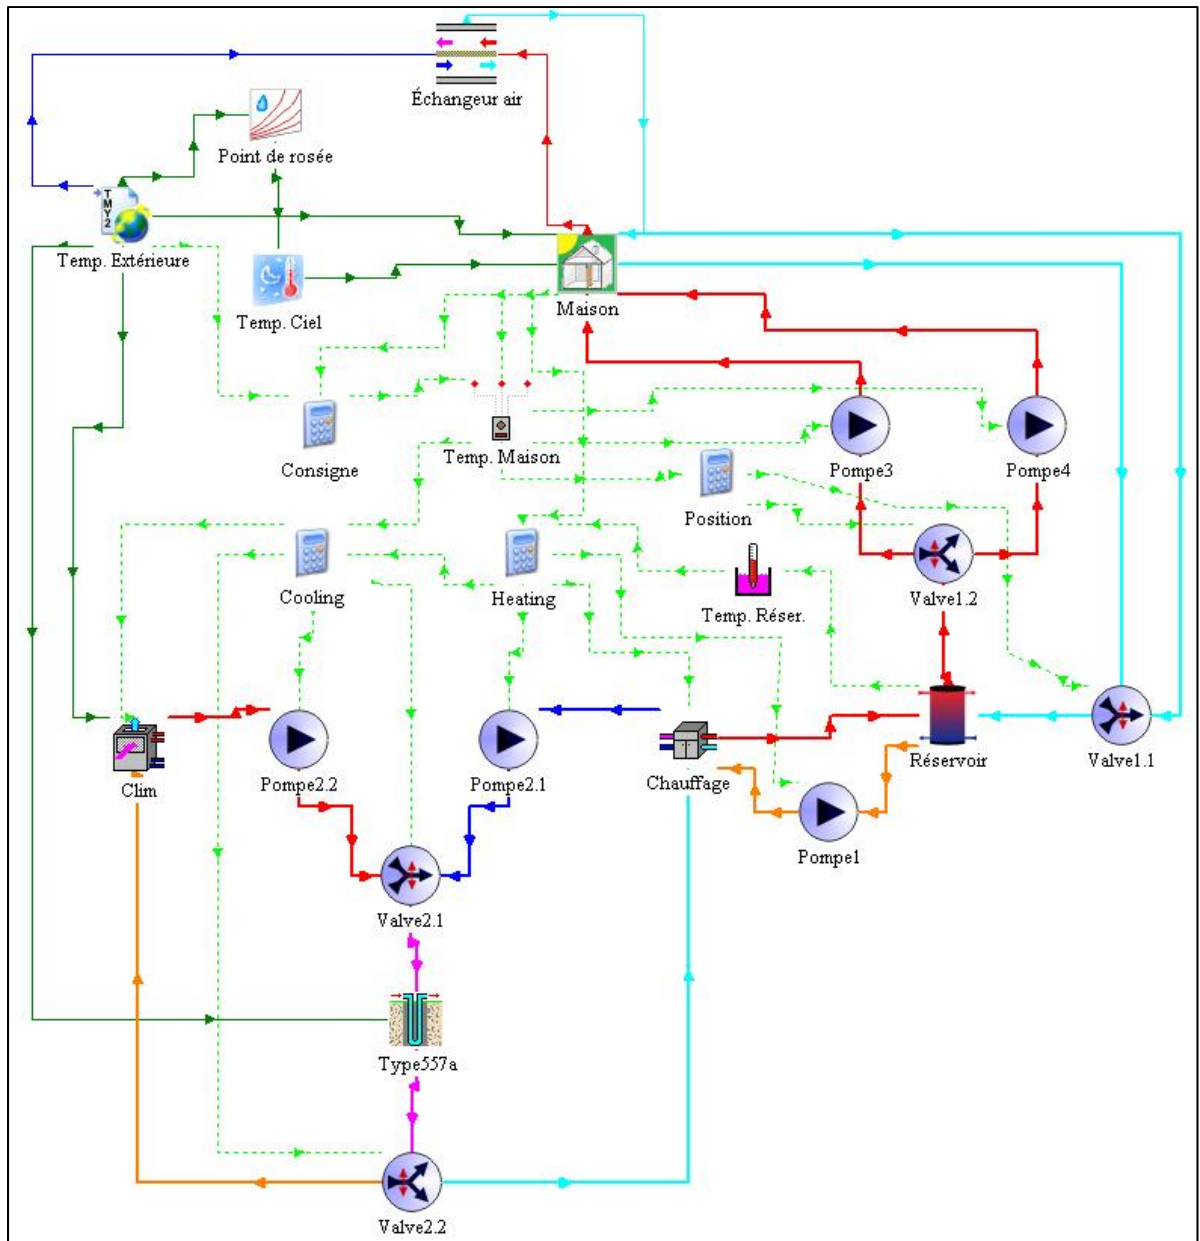 Échangeur air
Point de rosée
TMY2
Temp. Extérieure
Temp. Ciel
Maison
Consigne
Temp. Maison
Pompe3
Pompe4
Position
Cooling
Heating
Temp. Réser.
Valve1.2
Clim
Pompe2.2
Pompe2.1
Chauffage
Réservoir
Valve1.1
Pompe1
Valve2.1
Type557a
Valve2.2